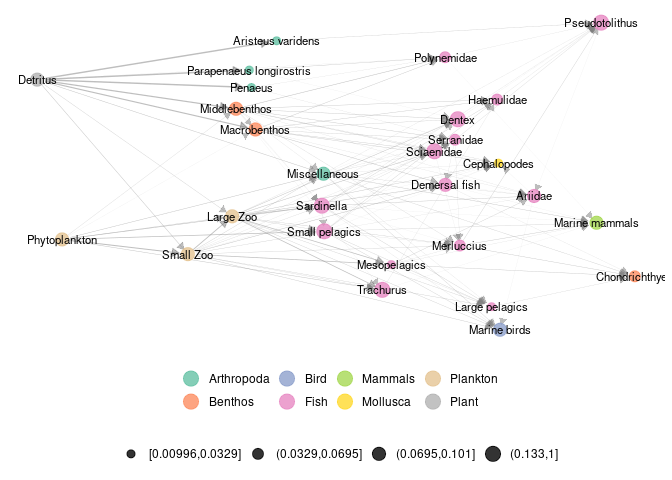 Pseudotolithus
Aristeus varidens
Polynemidae
Parapenaeus longirostris
Detritus
Penaeus
Haemulidae
Middlebenthos
Dentex
Macrobenthos
Serranidae
Sciaenidae
Cephalopodes
Miscellaneous
Demersal fish
Ariidae
Sardinella
Large Zoo
Marine mammals
Small pelagics
Phytoplankton
Merluccius
Small Zoo
Mesopelagics
Chondrichthye
Trachurus
Large pelagics
Marine birds
Arthropoda Bird Mammals Plankton
Benthos Fish Mollusca Plant
[0.00996,0.0329] (0.0329,0.0695] (0.0695,0.101] (0.133,1]